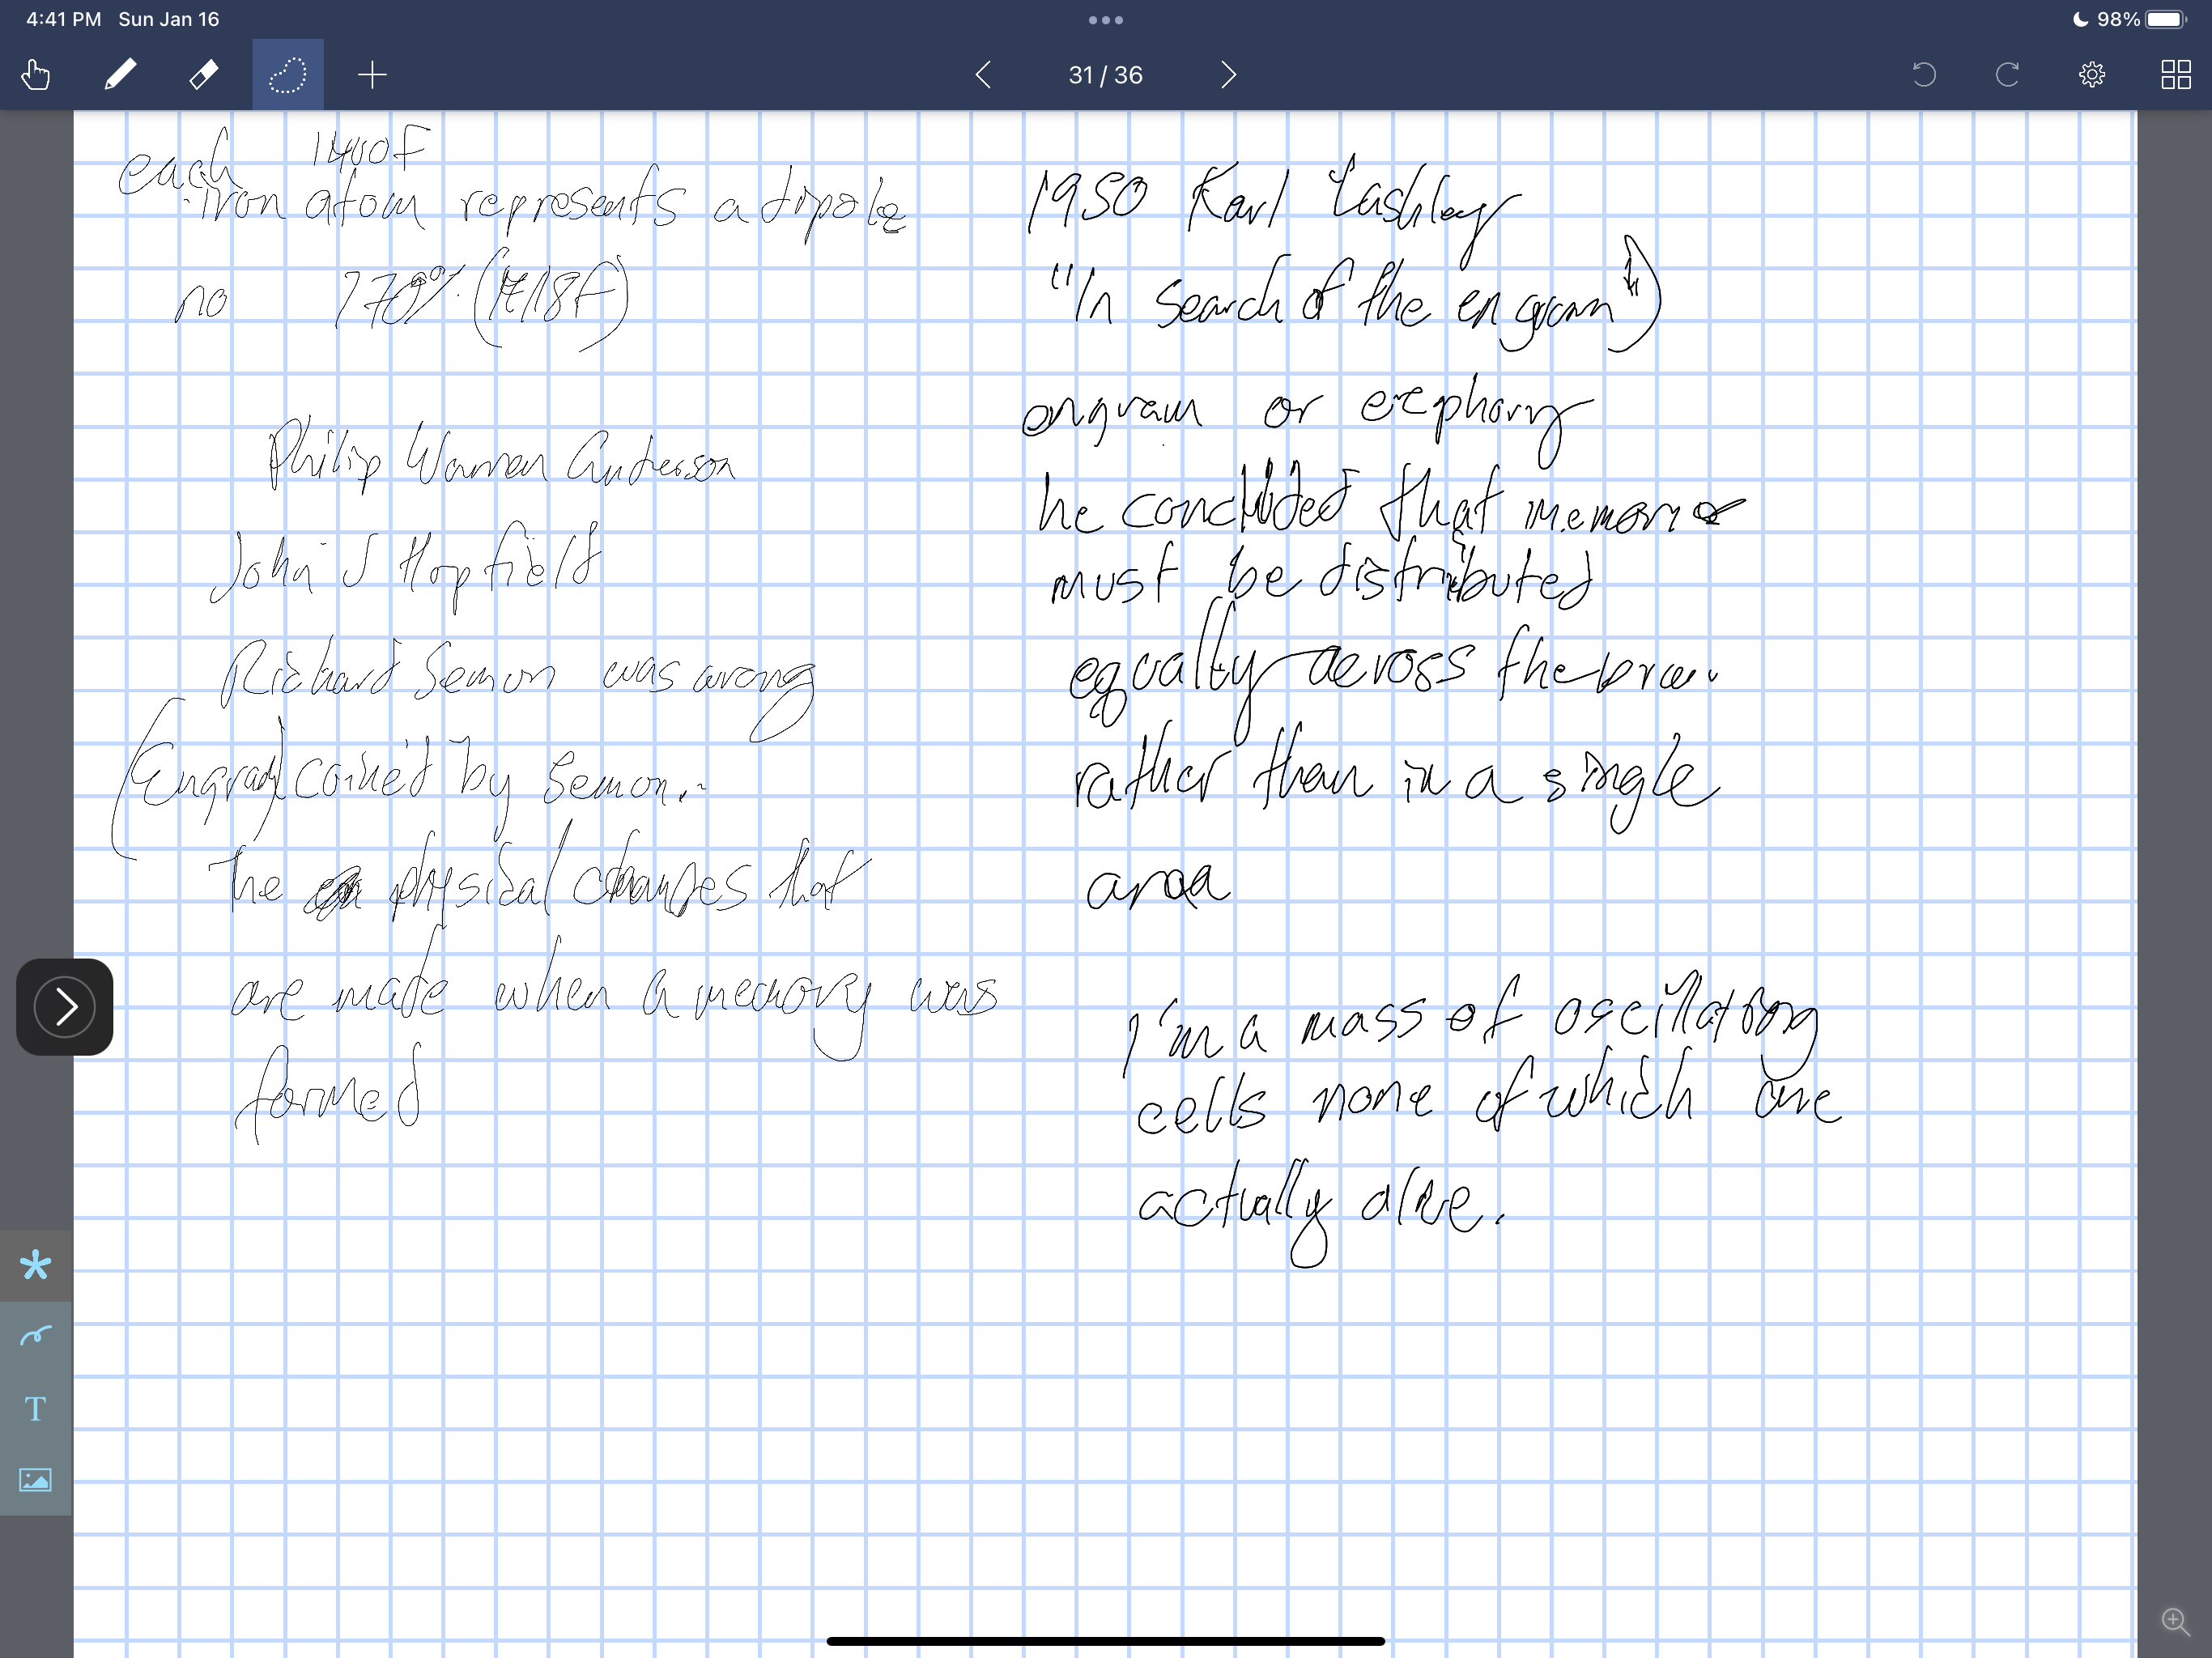 4:41 PM Sun Jan 16
98%
31 / 36
1400F
each
iron atom represents a dipole
no 770° (1418F)
Philip Warren Anderson
John J Hopfield
Richard Semon was wrong
(Engram) coined by Semon..
The physical changes that
are made when a memory was
formed
1950 Karl Lashley
"In search of the engram")
engram or ecphory
he concluded that memory
must be distributed
equally across the
rather than in a single
area
I'm a mass of oscillating
cells none of which are
actually alive.
T